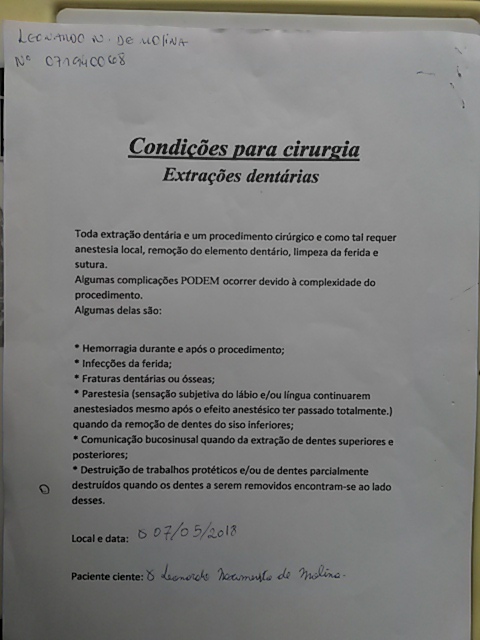 LEONARDO N. DE MOLINA
Nº 071940068
Condições para cirurgia
Extrações dentárias
Toda extração dentária e um procedimento cirúrgico e como tal requer
anestesia local, remoção do elemento dentário, limpeza da ferida e
sutura.
Algumas complicações PODEM ocorrer devido à complexidade do
procedimento.
Algumas delas são:
* Hemorragia durante e após o procedimento;
* Infecções da ferida;
* Fraturas dentárias ou ósseas;
* Parestesia (sensação subjetiva do lábio e/ou língua continuarem
anestesiados mesmo após o efeito anestésico ter passado totalmente.)
quando da remoção de dentes do siso inferiores;
* Comunicação bucosinusal quando da extração de dentes superiores e
posteriores;
* Destruição de trabalhos protéticos e/ou de dentes parcialmente
destruídos quando os dentes a serem removidos encontram-se ao lado
desses.
Local e data: 07/05/2018
Paciente ciente: Leonardo Nascimento de Molina.